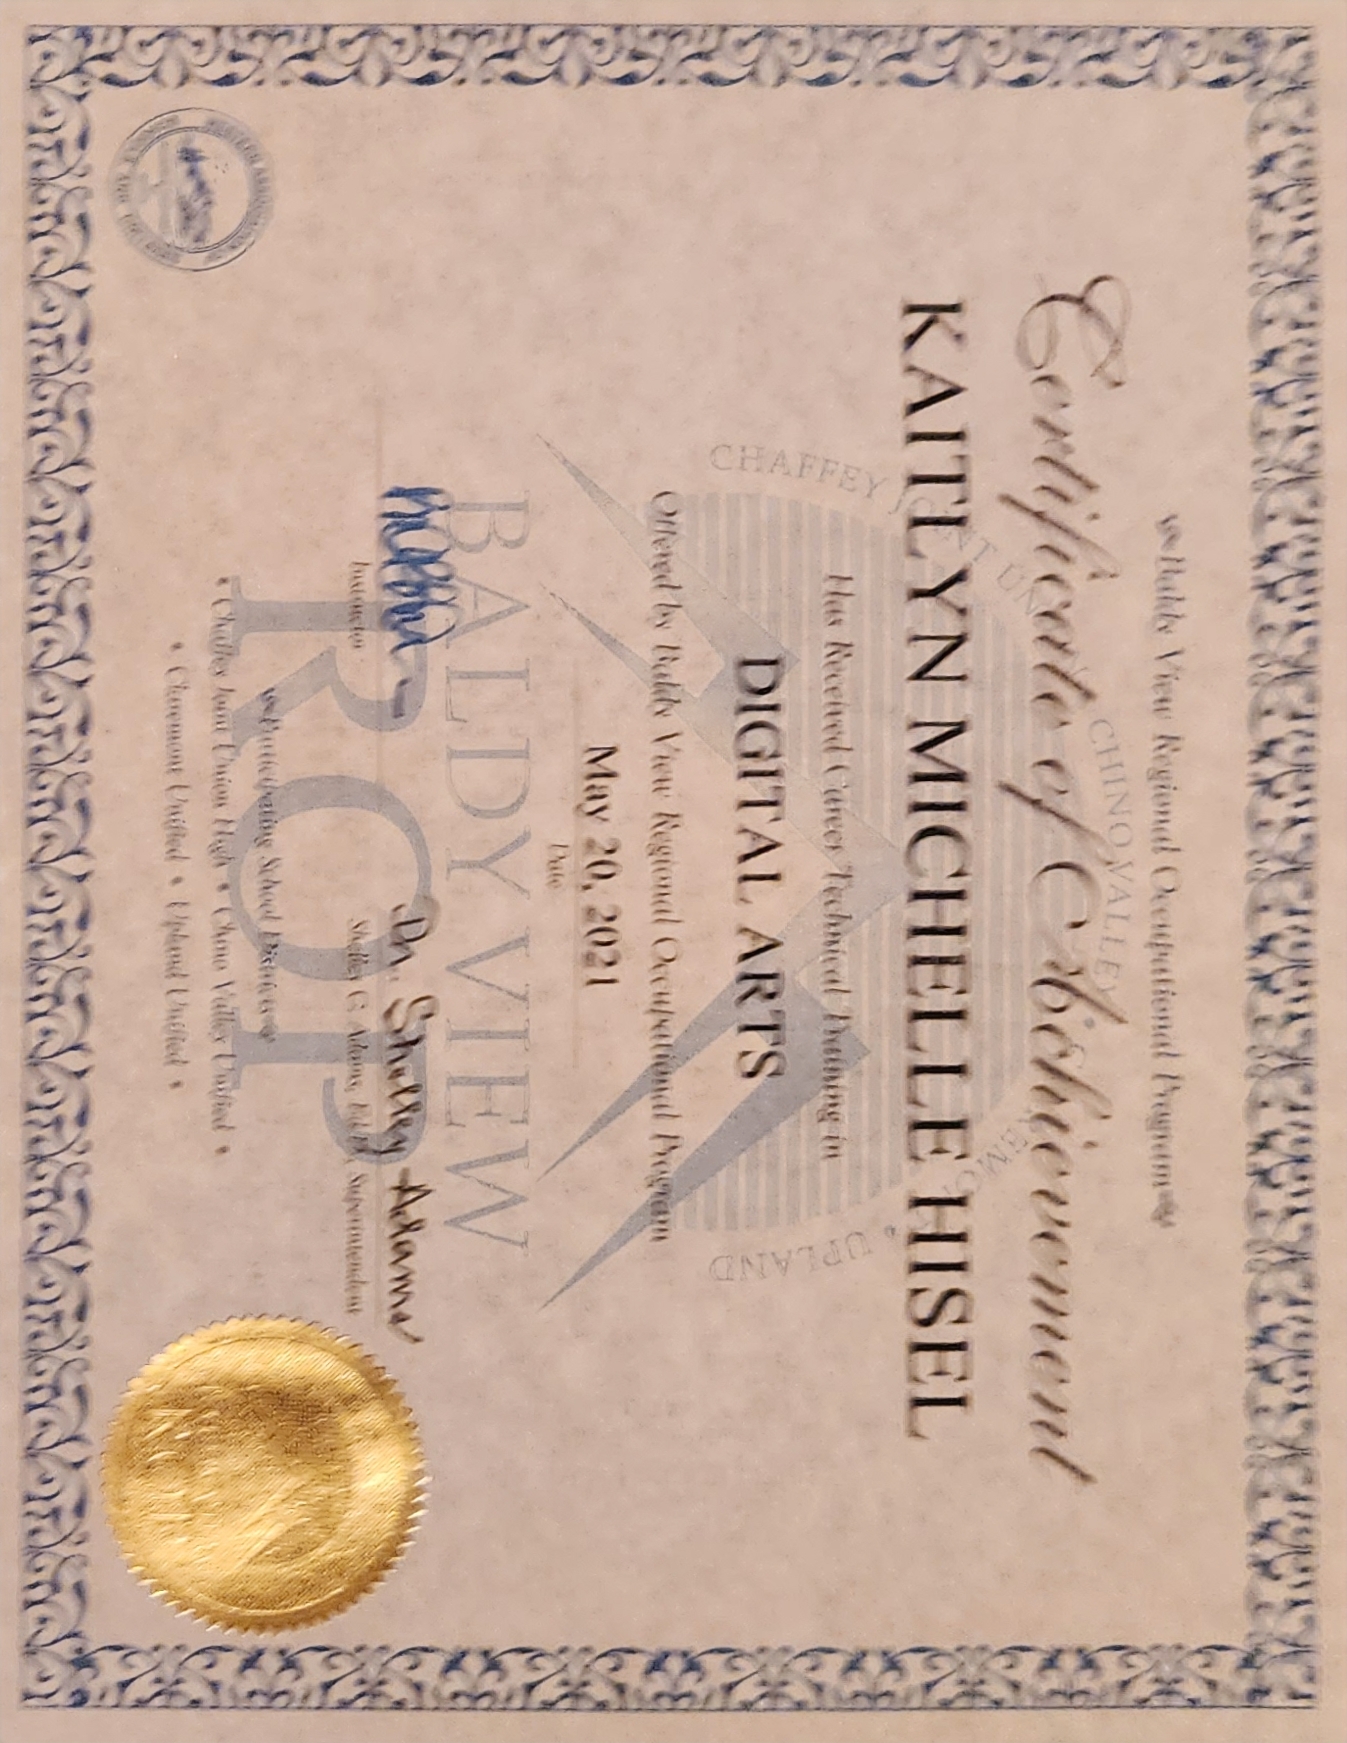 Baldy View Regional Occupational Program
Certificate of Achievement
KAITLYN MICHELLE HISEL
Has Received Career Technical Training in
DIGITAL ARTS
Offered by Baldy View Regional Occupational Program
May 20, 2021
Date
Dr. Shelley Adams
Instructor
Shelley C. Adams, Ed.D., Superintendent
Participating School Districts
• Chaffey Joint Union High • Chino Valley Unified •
• Claremont Unified • Upland Unified •
CHAFFEY JOINT UN
CHINO VALLEY
UPLAND
BALDY VIEW
ROP